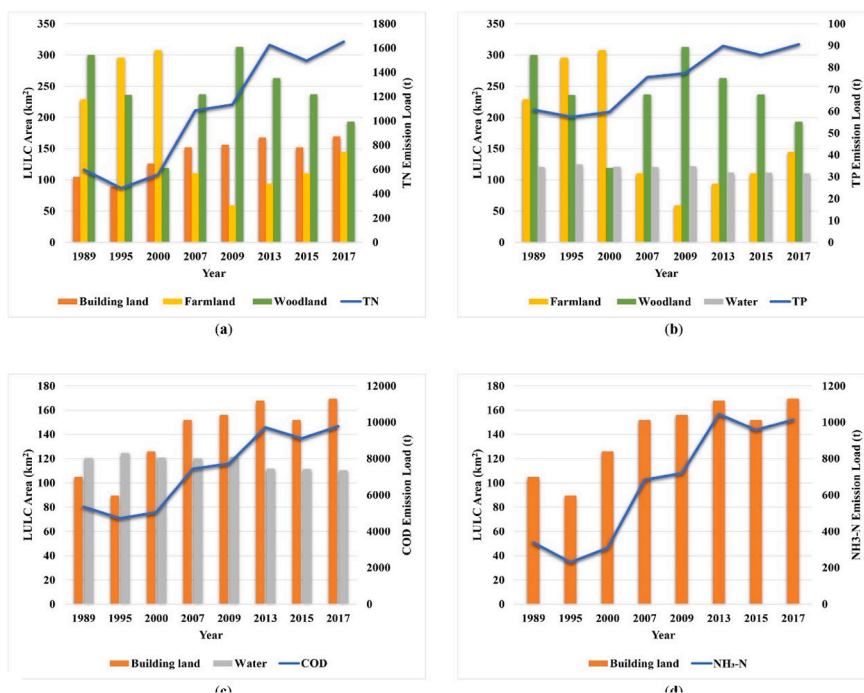 350
300
250
200
150
100
50
0
LULC Area (km²)
1800
1600
1400
1200
1000
800
600
400
200
0
TN Emission Load (t)
1989 1995 2000 2007 2009 2013 2015 2017
Year
Building land Farmland Woodland TN
(a)
350
300
250
200
150
100
50
0
LULC Area (km²)
100
90
80
70
60
50
40
30
20
10
0
TP Emission Load (t)
1989 1995 2000 2007 2009 2013 2015 2017
Year
Farmland Woodland Water TP
(b)
180
160
140
120
100
80
60
40
20
0
LULC Area (km²)
12000
10000
8000
6000
4000
2000
0
COD Emission Load (t)
1989 1995 2000 2007 2009 2013 2015 2017
Year
Building land Water COD
(c)
180
160
140
120
100
80
60
40
20
0
LULC Area (km²)
1200
1000
800
600
400
200
0
NH3-N Emission Load (t)
1989 1995 2000 2007 2009 2013 2015 2017
Year
Building land NH₃-N
(d)